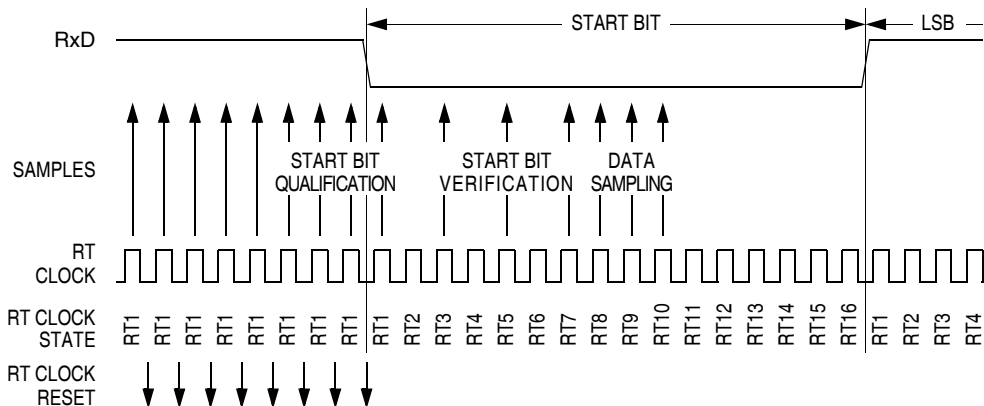 START BIT
LSB
RxD
SAMPLES
START BIT QUALIFICATION
START BIT VERIFICATION
DATA SAMPLING
RT CLOCK
RT CLOCK STATE
RT1 RT1 RT1 RT1 RT1 RT1 RT1 RT1 RT1 RT2 RT3 RT4 RT5 RT6 RT7 RT8 RT9 RT10 RT11 RT12 RT13 RT14 RT15 RT16 RT1 RT2 RT3 RT4
RT CLOCK RESET